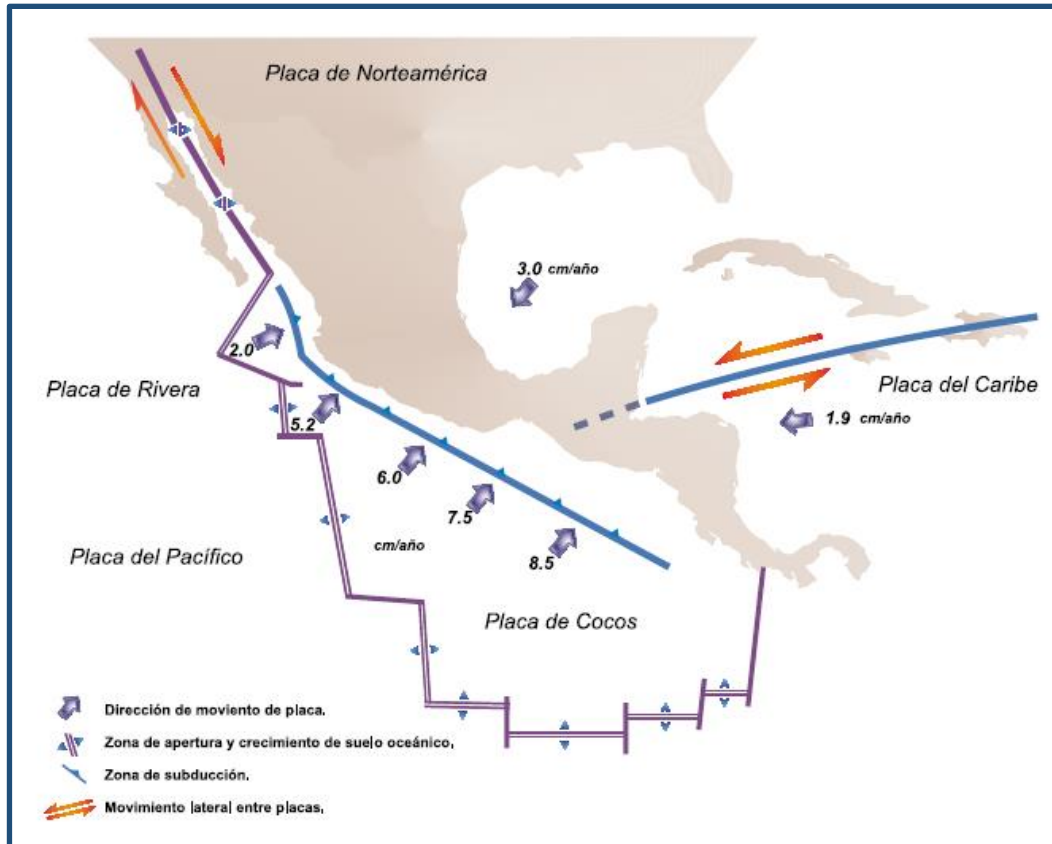 Placa de Norteamérica
3.0 cm/año
2.0
Placa de Rivera
Placa del Caribe
5.2
1.9 cm/año
6.0
7.5
cm/año
8.5
Placa del Pacífico
Placa de Cocos
Dirección de moviento de placa.
Zona de apertura y crecimiento de suelo oceánico,
Zona de subducción.
Movimiento lateral entre placas.